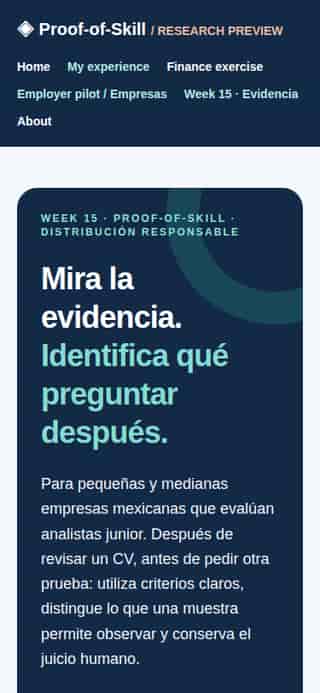 ◈ Proof-of-Skill / RESEARCH PREVIEW
Home My experience Finance exercise
Employer pilot / Empresas Week 15 · Evidencia
About
WEEK 15 · PROOF-OF-SKILL ·
DISTRIBUCIÓN RESPONSABLE
Mira la
evidencia.
Identifica qué
preguntar
después.
Para pequeñas y medianas
empresas mexicanas que evalúan
analistas junior. Después de
revisar un CV, antes de pedir otra
prueba: utiliza criterios claros,
distingue lo que una muestra
permite observar y conserva el
juicio humano.